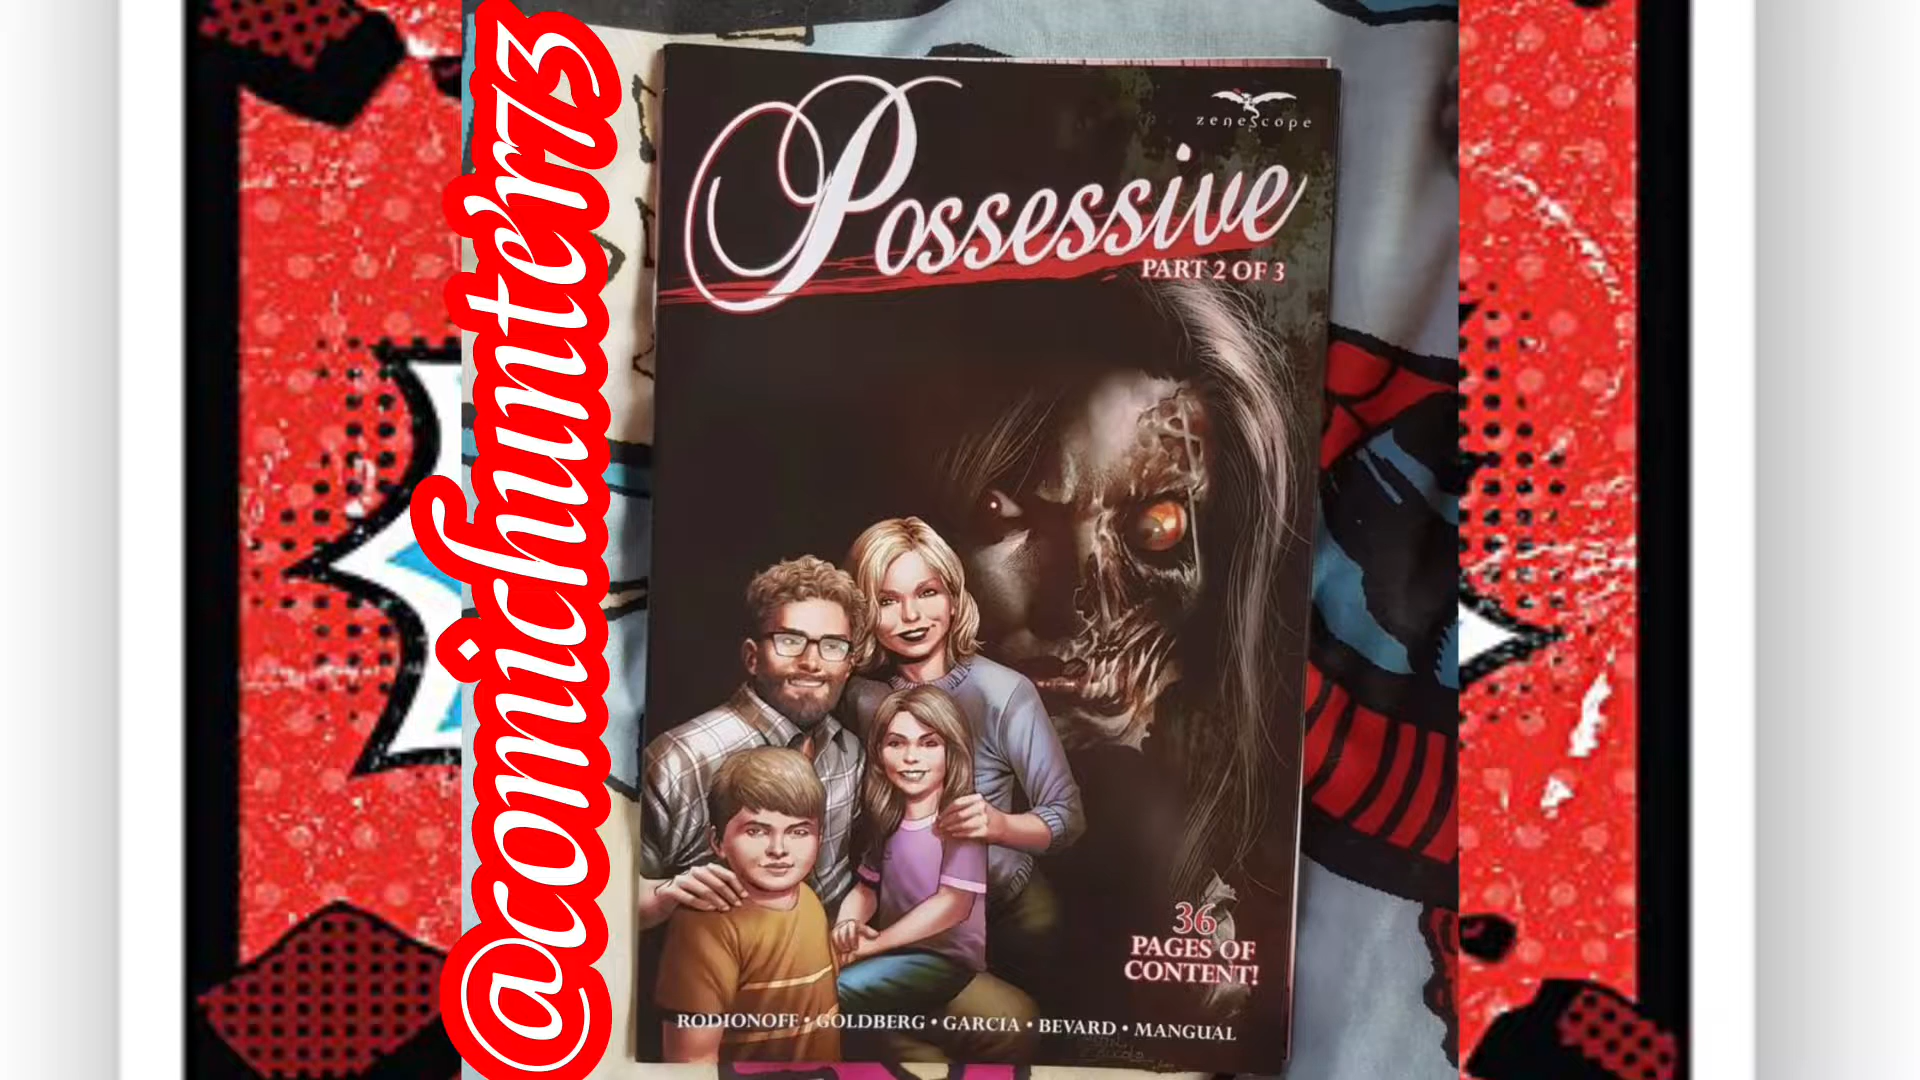 @comichunter73
zenescope
Possessive
PART 2 OF 3
36
PAGES OF
CONTENT!
RODIONOFF • GOLDBERG • GARCIA • BEVARD • MANGUAL